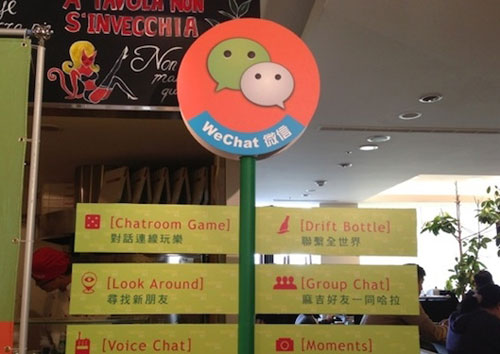 A TAVOLA NON
S'INVECCHIA
Non
WeChat 微信
[Chatroom Game]
對話連線玩樂
[Drift Bottle]
聯繫全世界
[Look Around]
尋找新朋友
[Group Chat]
麻吉好友一同哈拉
[Voice Chat]
[Moments]